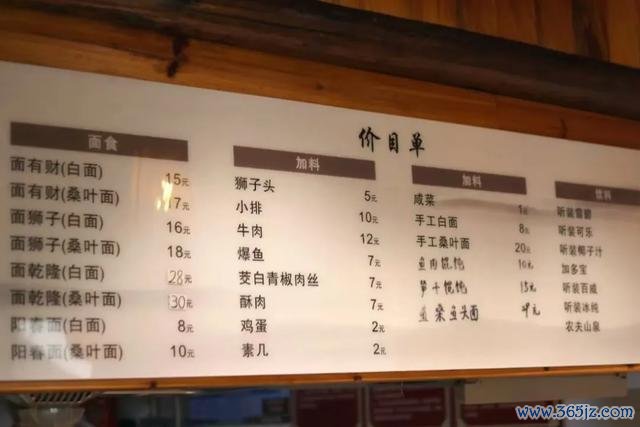 价目单
面食
面有财(白面) 15元
面有财(桑叶面) 17元
面狮子(白面) 16元
面狮子(桑叶面) 18元
面乾隆(白面) 28元
面乾隆(桑叶面) 30元
阳春面(白面) 8元
阳春面(桑叶面) 10元
加料
狮子头 5元
小排 10元
牛肉 12元
爆鱼 7元
茭白青椒肉丝 7元
酥肉 7元
鸡蛋 2元
素几 2元
加料
咸菜 1元
手工白面 8元
手工桑叶面 20元
鱼肉馄饨 10元
笋干馄饨 15元
鱼头面
饮料
听装雪碧
听装可乐
听装椰子汁
加多宝
听装百威
听装冰纯
农夫山泉
www.365jz.com